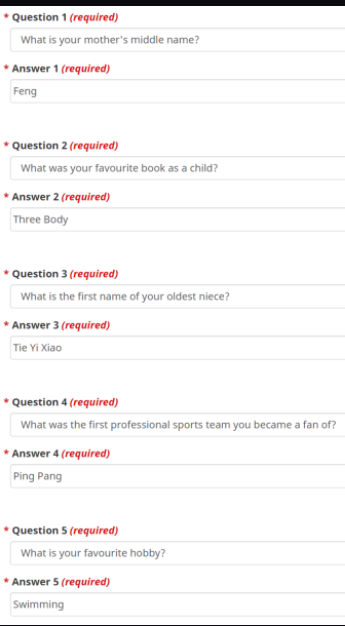 * Question 1 (required)
What is your mother's middle name?
* Answer 1 (required)
Feng
* Question 2 (required)
What was your favourite book as a child?
* Answer 2 (required)
Three Body
* Question 3 (required)
What is the first name of your oldest niece?
* Answer 3 (required)
Tie Yi Xiao
* Question 4 (required)
What was the first professional sports team you became a fan of?
* Answer 4 (required)
Ping Pang
* Question 5 (required)
What is your favourite hobby?
* Answer 5 (required)
Swimming